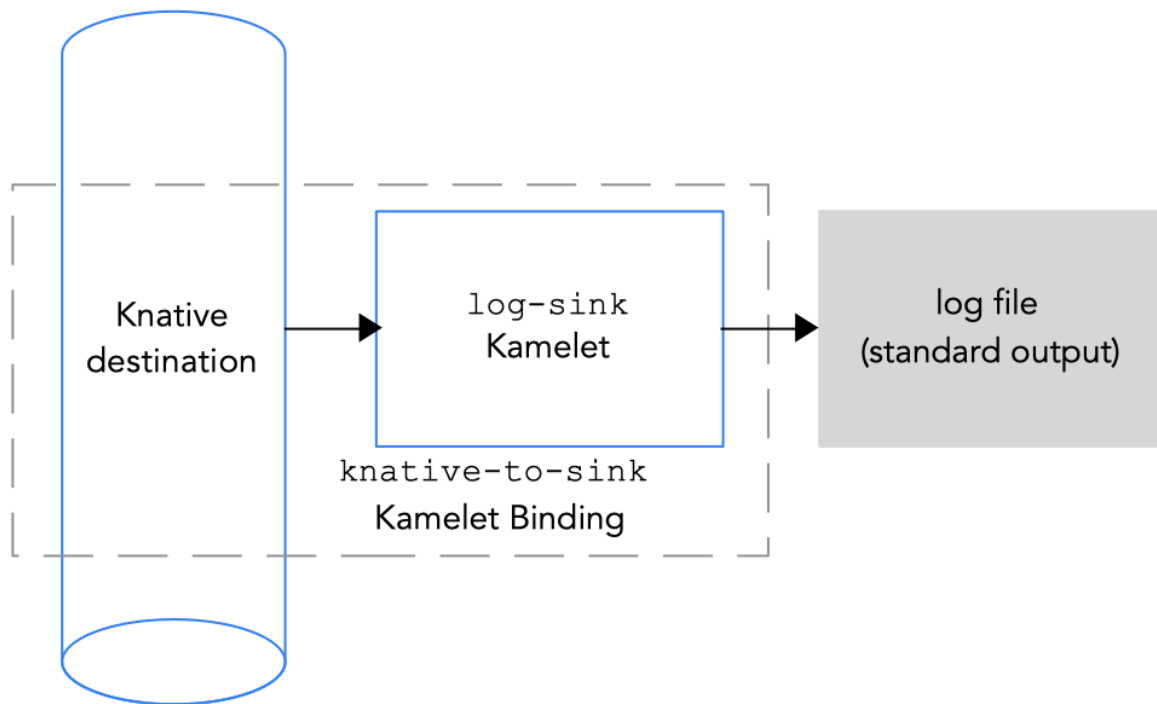 Knative
destination
log-sink
Kamelet
knative-to-sink
Kamelet Binding
log file
(standard output)